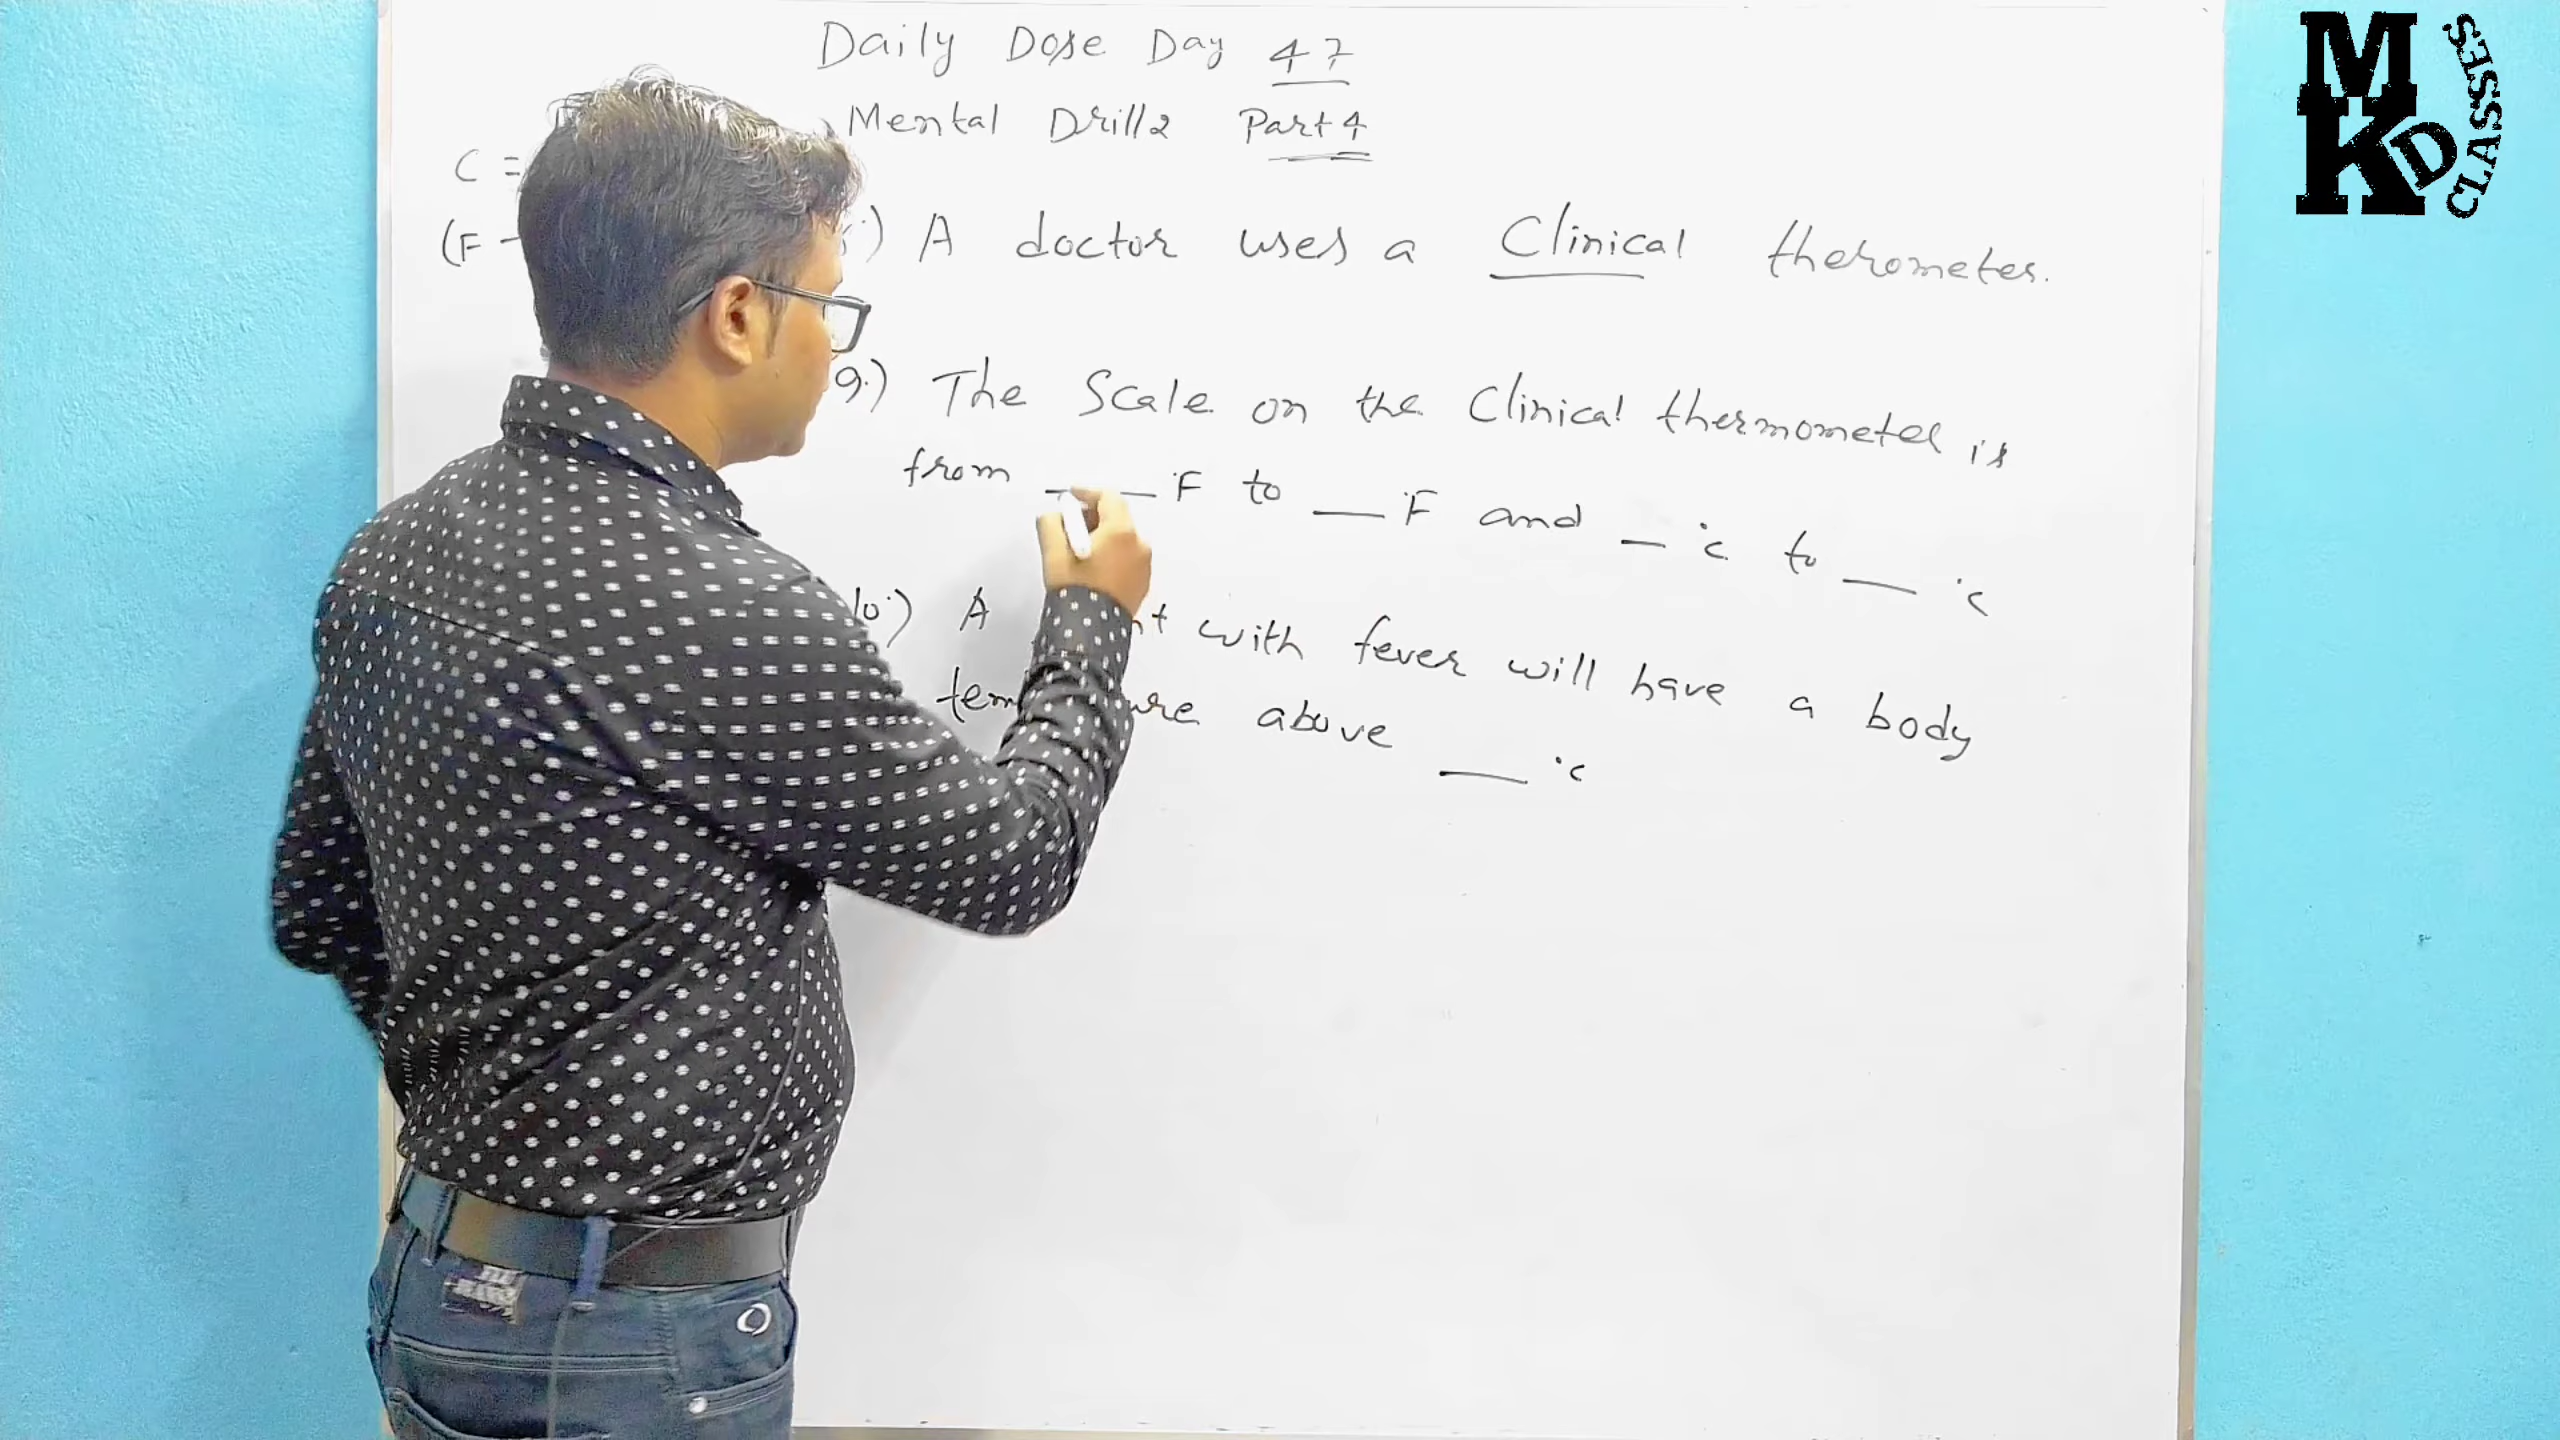 Daily Dose Day 47
Mental Drill2 Part 4
C =
(F -
) A doctor uses a Clinical therometer.
9.) The Scale on the Clinical thermometer is
from __ __ °F to __ °F and __ °c to __ °c
10.) A with fever will have a body
above __ °c
MKD CLASSES